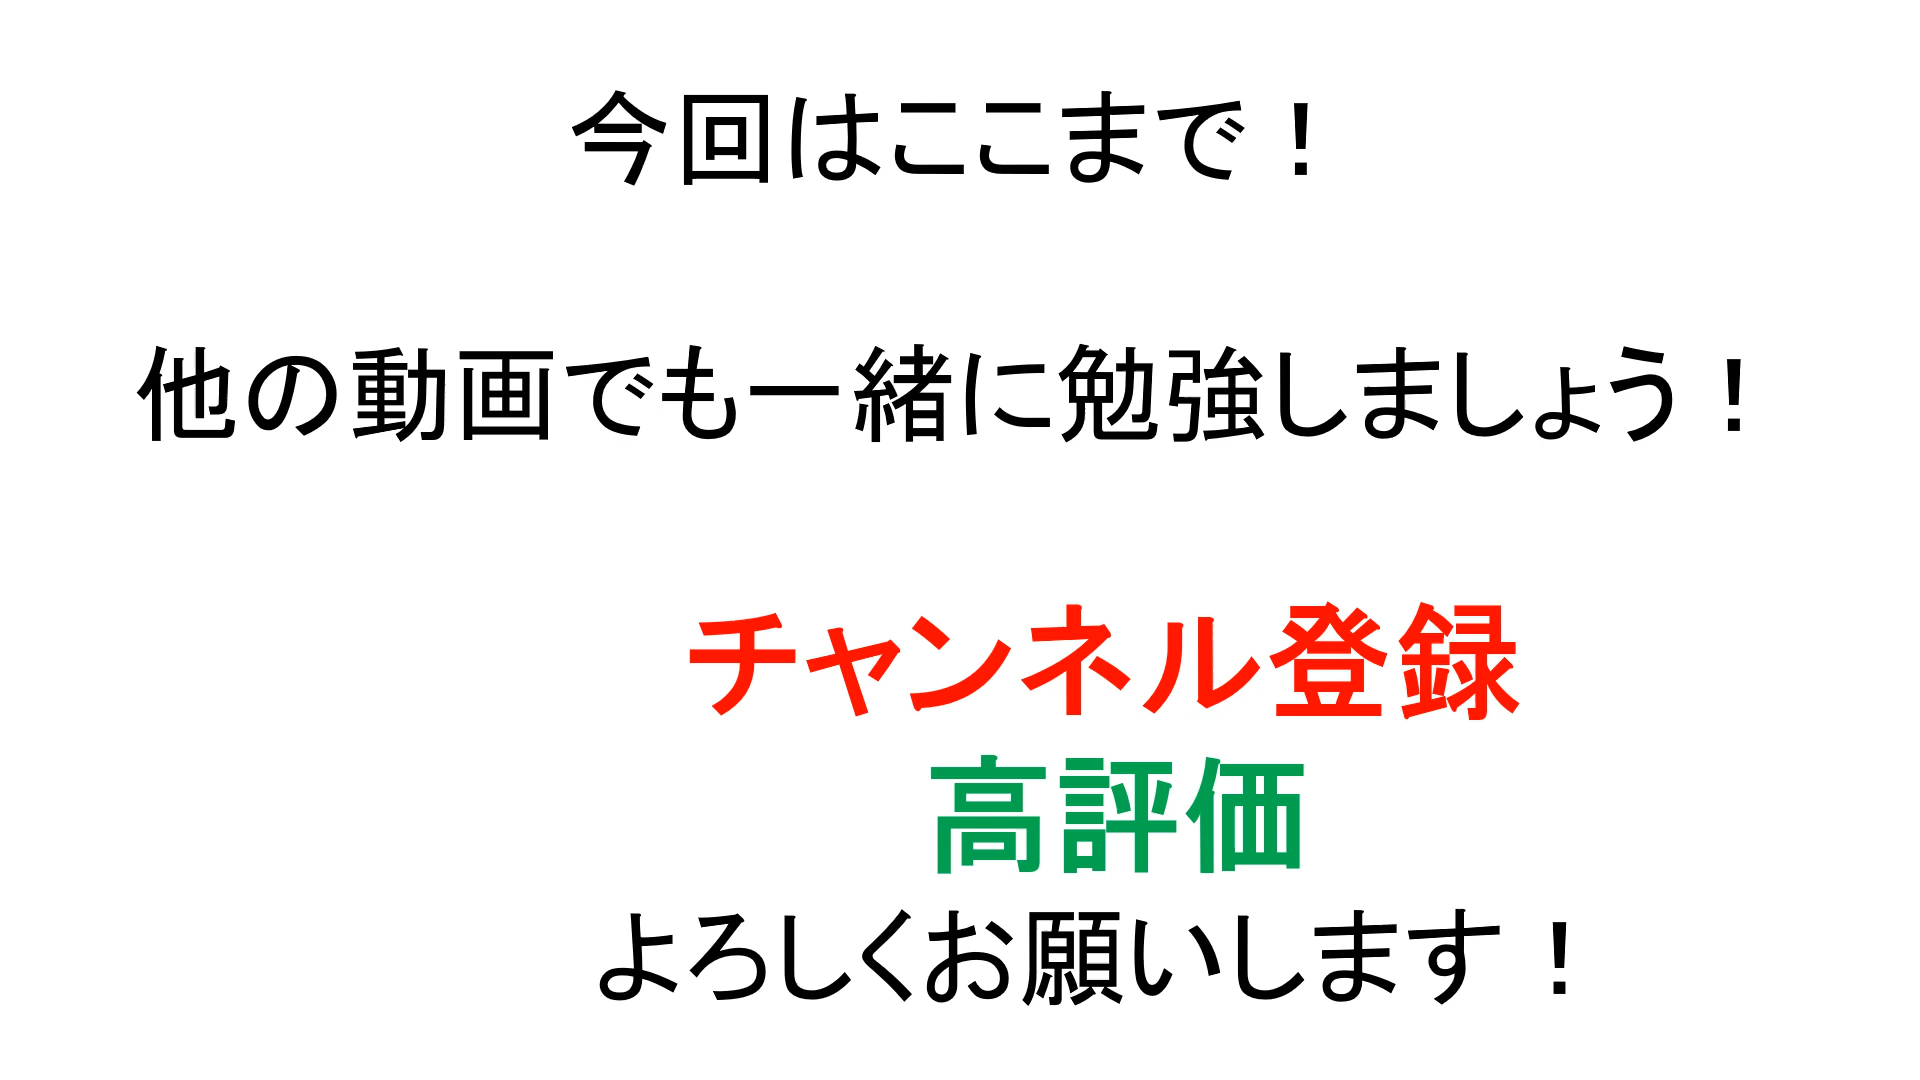 今回はここまで！
他の動画でも一緒に勉強しましょう！
チャンネル登録
高評価
よろしくお願いします！